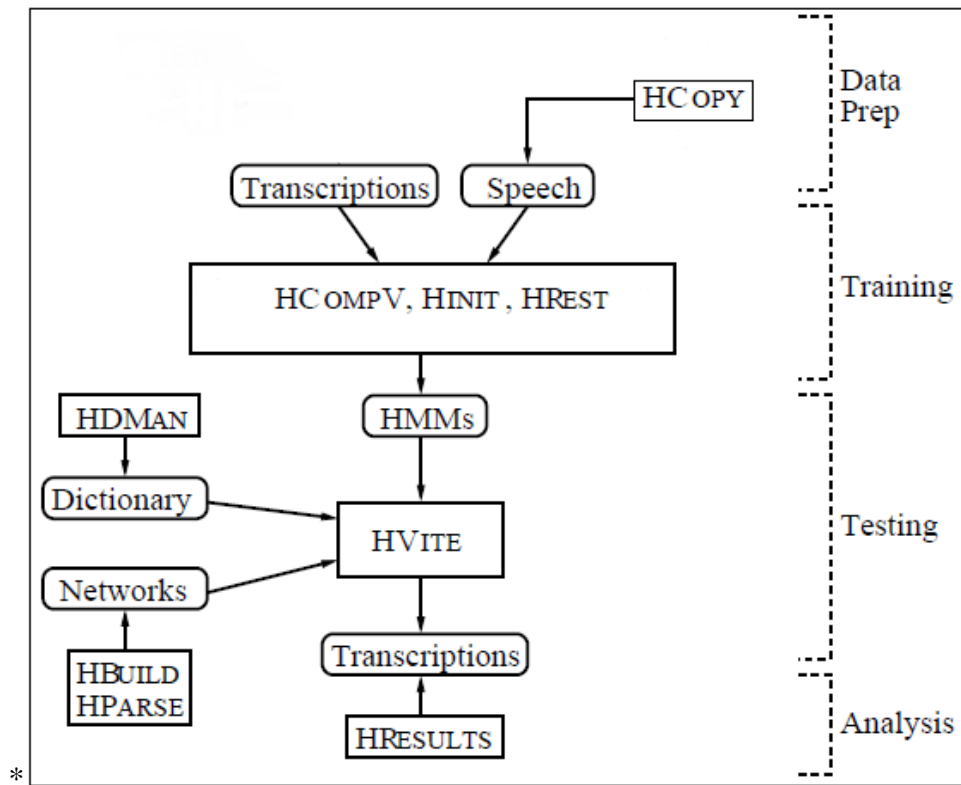 HCOPY
Data
Prep
Transcriptions
Speech
HCOMPV, HINIT , HREST
Training
HDMAN
HMMs
Dictionary
HVITE
Testing
Networks
Transcriptions
HBUILD
HPARSE
HRESULTS
Analysis
*